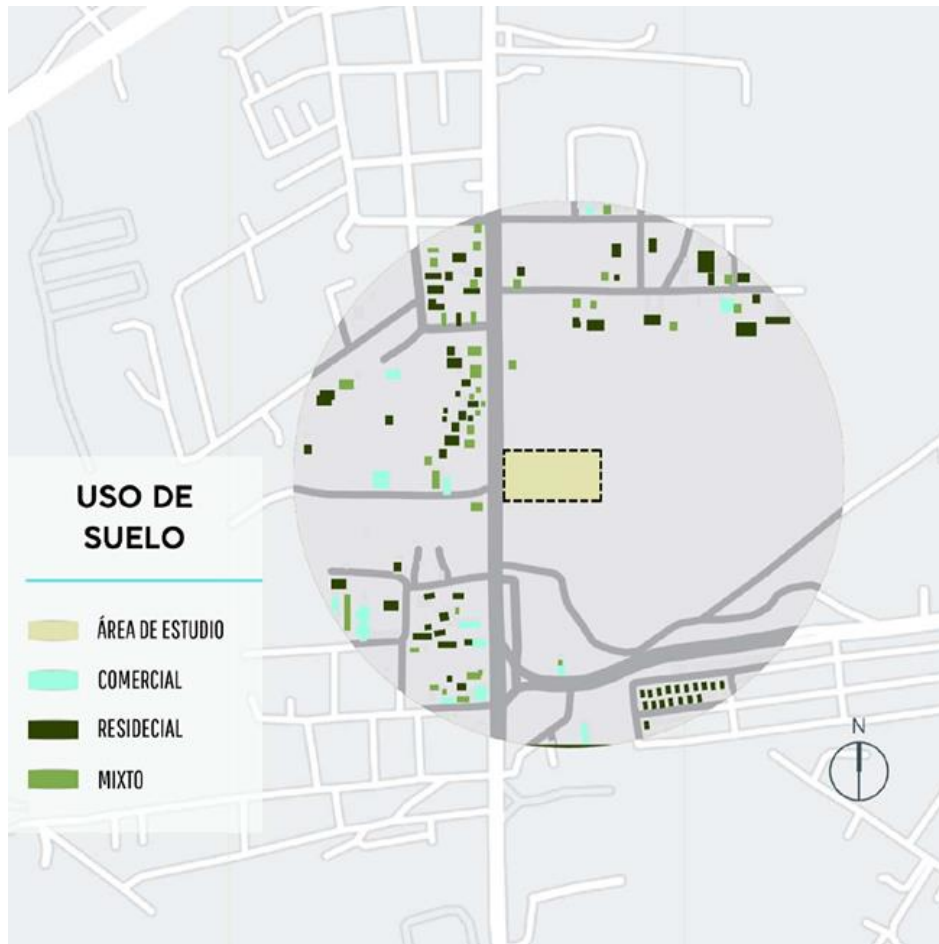 USO DE
SUELO
ÁREA DE ESTUDIO
COMERCIAL
RESIDECIAL
MIXTO
N